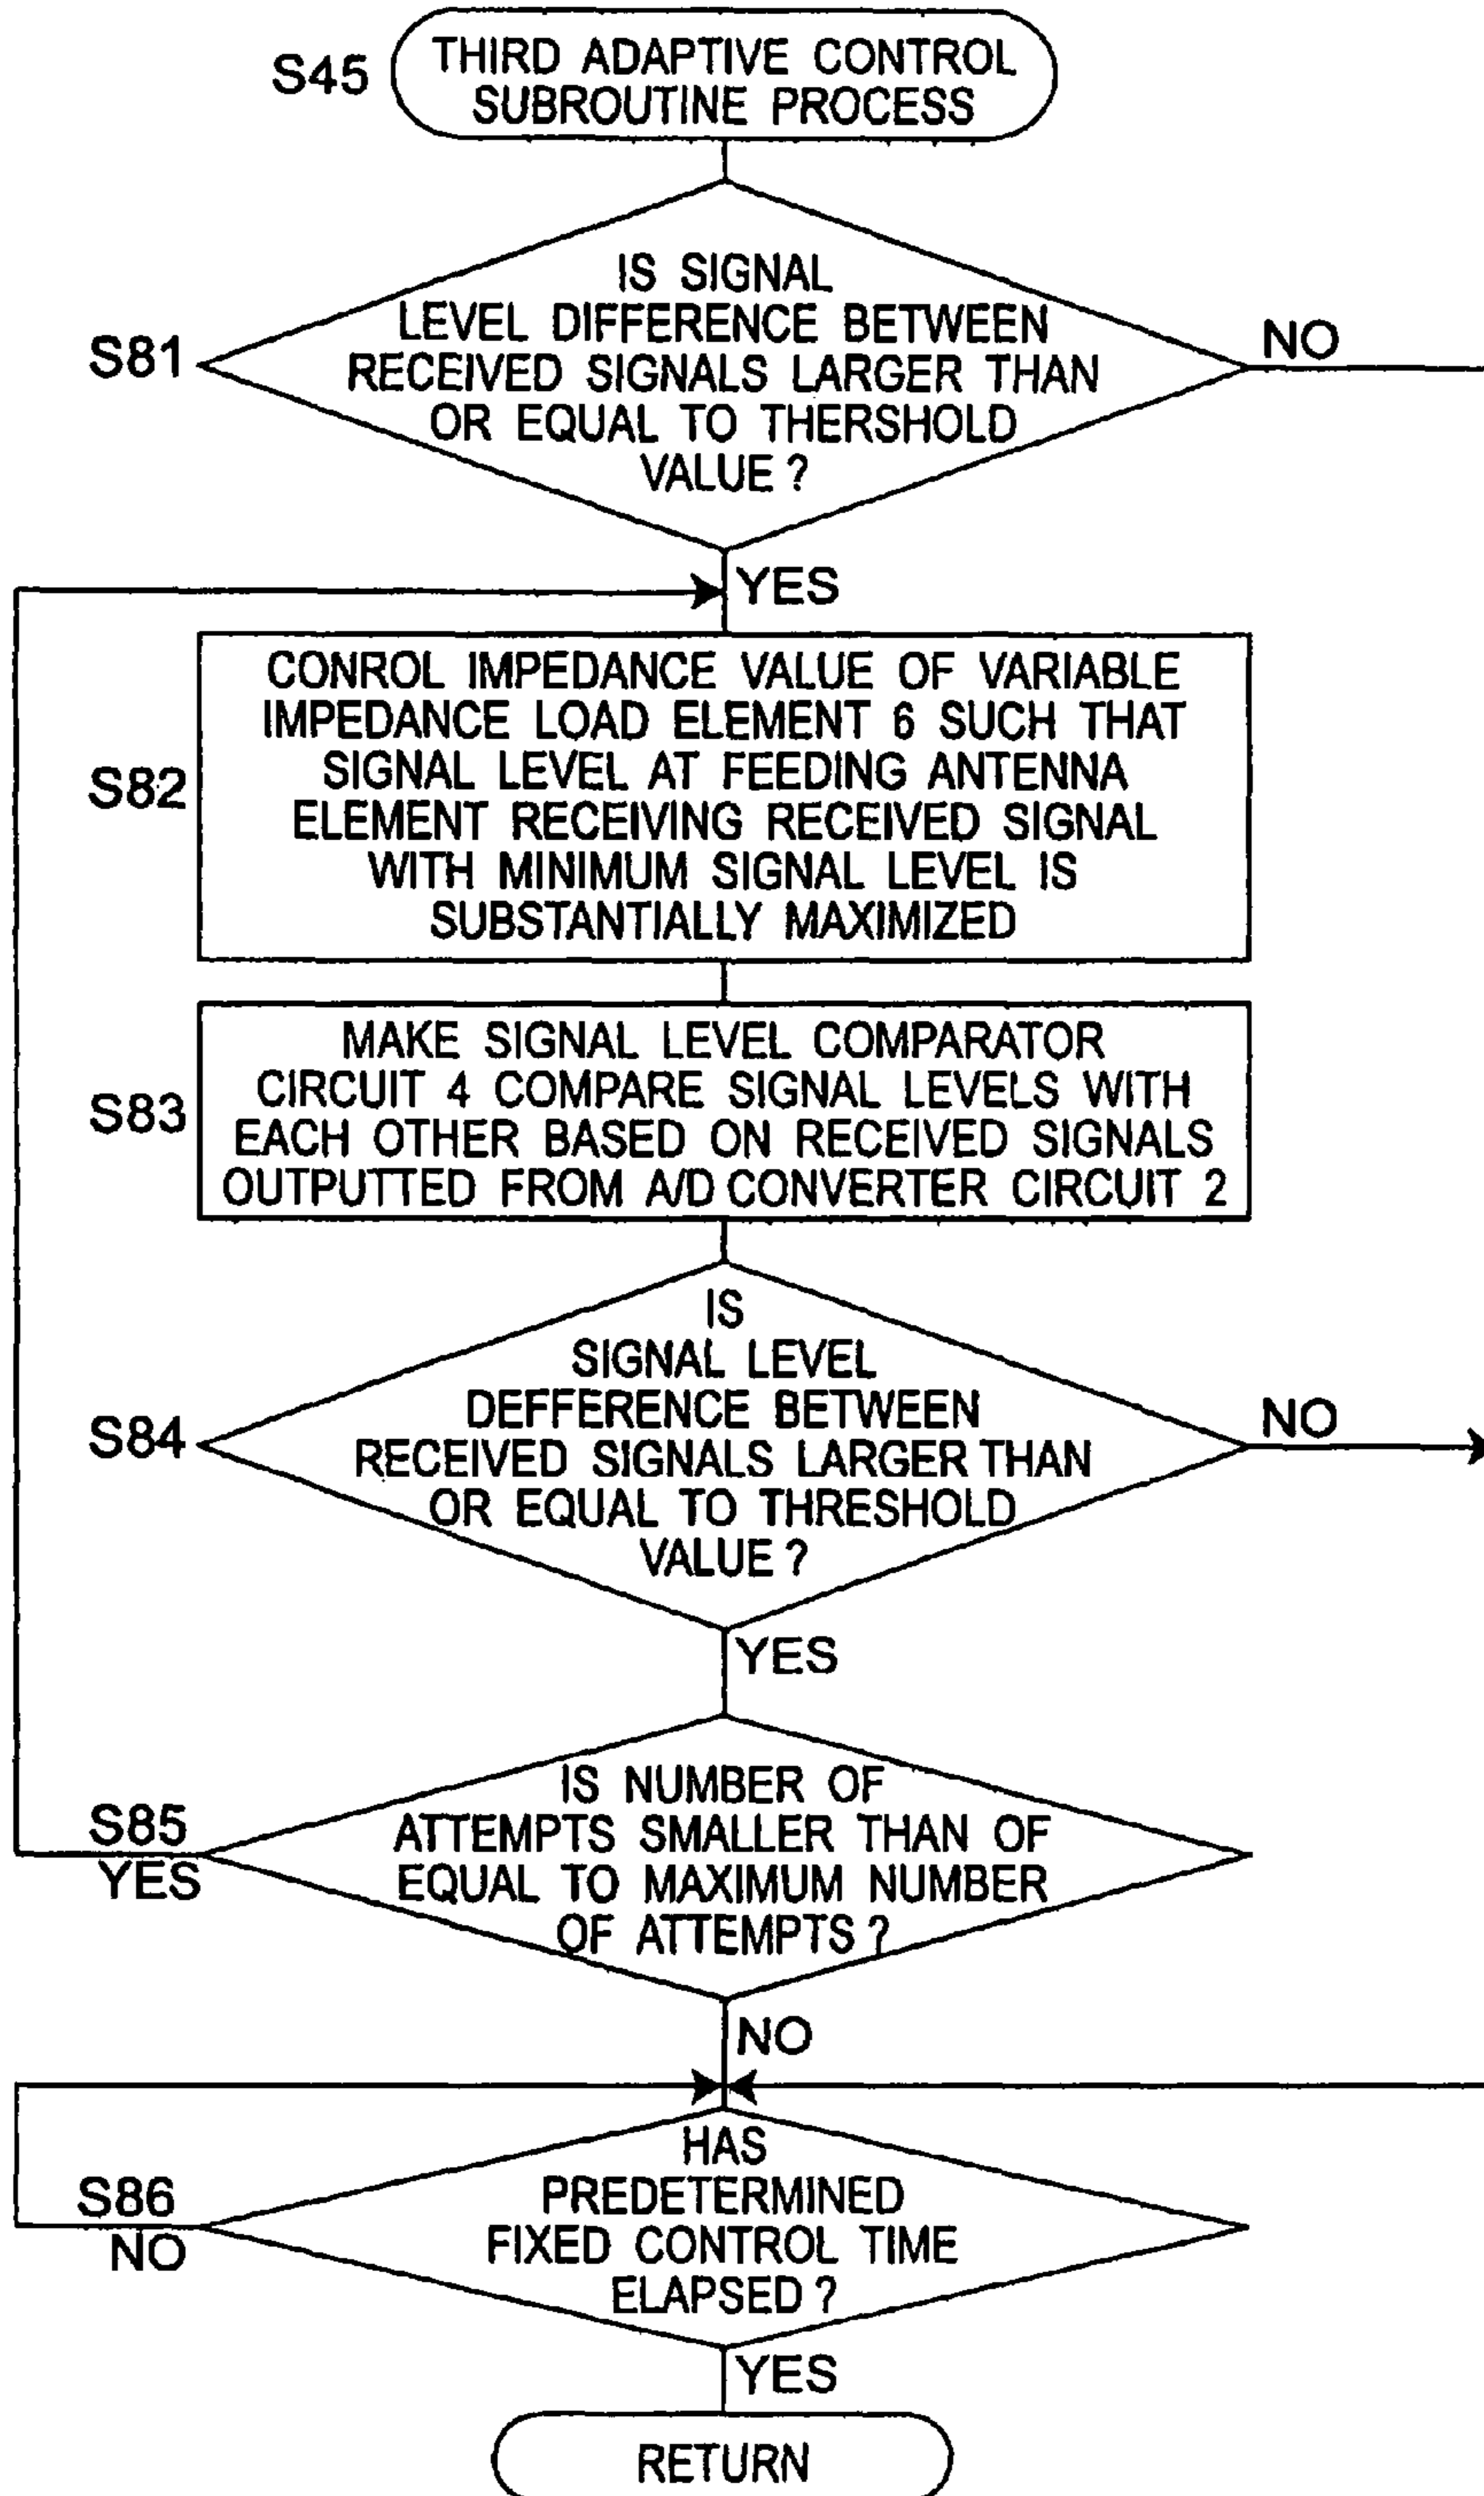 S45
THIRD ADAPTIVE CONTROL
SUBROUTINE PROCESS
S81
IS SIGNAL
LEVEL DIFFERENCE BETWEEN
RECEIVED SIGNALS LARGER THAN
OR EQUAL TO THERSHOLD
VALUE ?
NO
YES
S82
CONROL IMPEDANCE VALUE OF VARIABLE
IMPEDANCE LOAD ELEMENT 6 SUCH THAT
SIGNAL LEVEL AT FEEDING ANTENNA
ELEMENT RECEIVING RECEIVED SIGNAL
WITH MINIMUM SIGNAL LEVEL IS
SUBSTANTIALLY MAXIMIZED
S83
MAKE SIGNAL LEVEL COMPARATOR
CIRCUIT 4 COMPARE SIGNAL LEVELS WITH
EACH OTHER BASED ON RECEIVED SIGNALS
OUTPUTTED FROM A/D CONVERTER CIRCUIT 2
S84
IS
SIGNAL LEVEL
DEFFERENCE BETWEEN
RECEIVED SIGNALS LARGER THAN
OR EQUAL TO THRESHOLD
VALUE ?
NO
YES
S85
YES
IS NUMBER OF
ATTEMPTS SMALLER THAN OF
EQUAL TO MAXIMUM NUMBER
OF ATTEMPTS ?
NO
S86
NO
HAS
PREDETERMINED
FIXED CONTROL TIME
ELAPSED ?
YES
RETURN